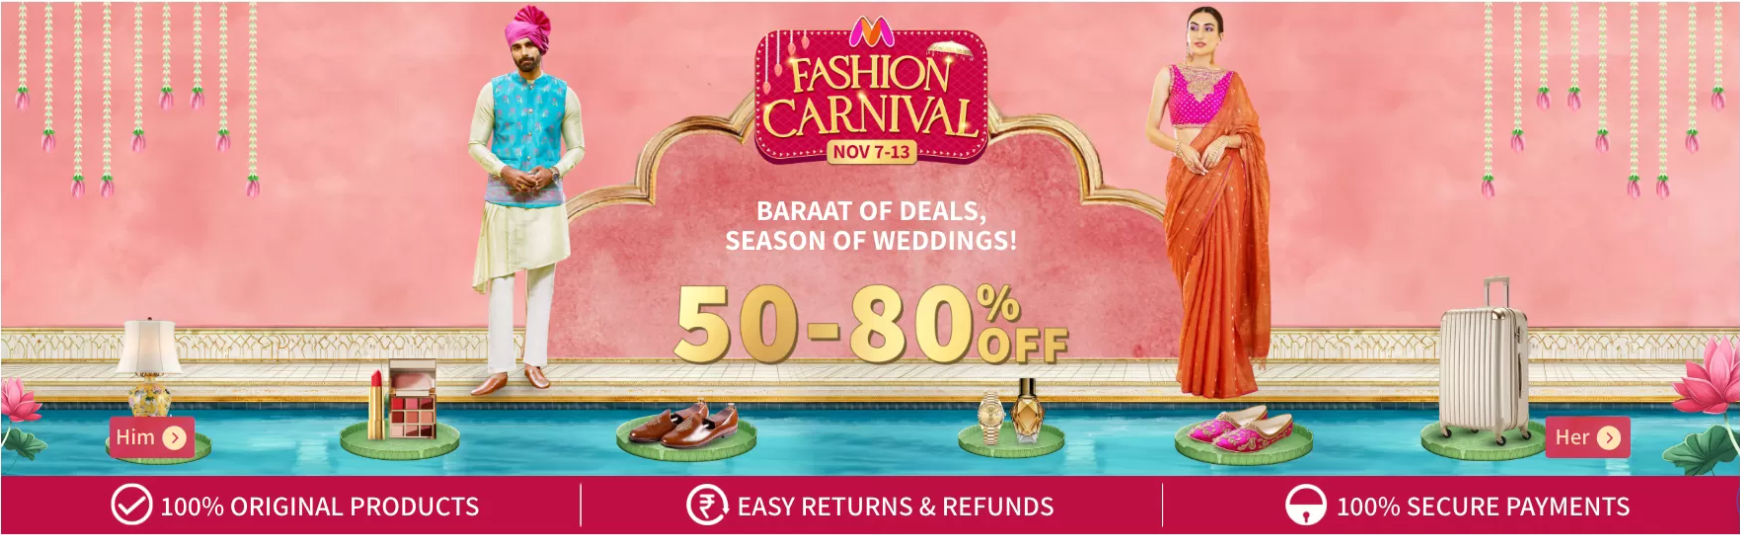 FASHION
CARNIVAL
NOV 7-13
BARAAT OF DEALS,
SEASON OF WEDDINGS!
50-80% OFF
Him
Her
100% ORIGINAL PRODUCTS
EASY RETURNS & REFUNDS
100% SECURE PAYMENTS